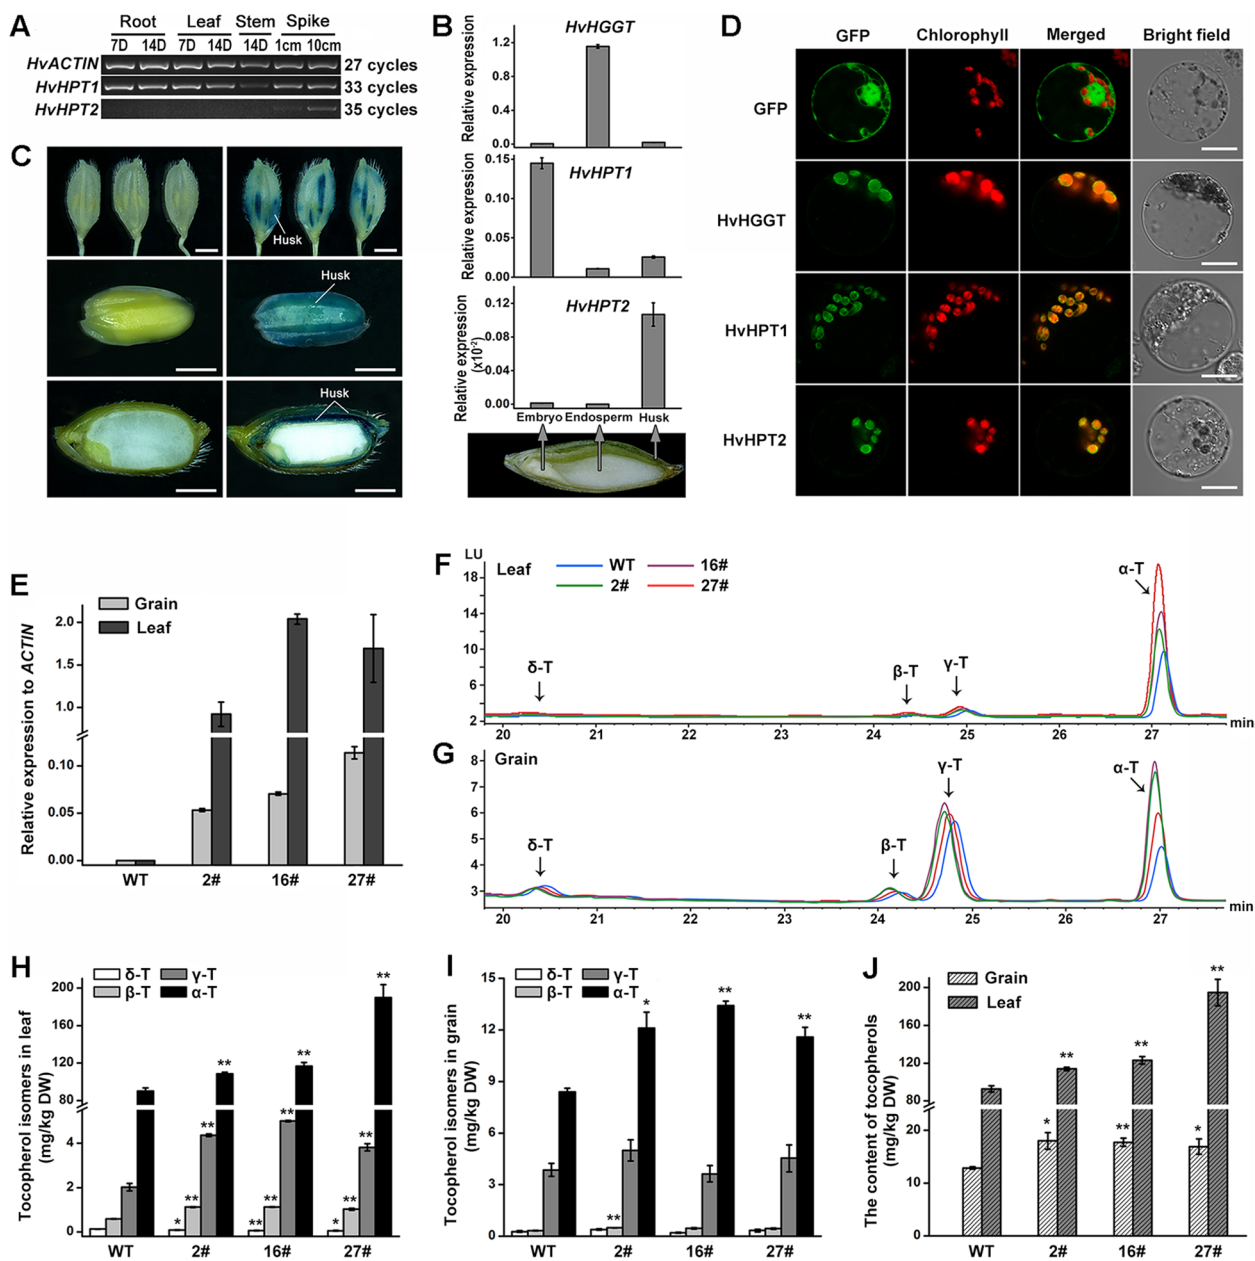 A
Root Leaf Stem Spike
7D 14D 7D 14D 14D 1cm 10cm
HvACTIN 27 cycles
HvHPT1 33 cycles
HvHPT2 35 cycles
B
HvHGGT
Relative expression
1.2
0.8
0.4
0.0
HvHPT1
Relative expression
0.15
0.10
0.05
0.00
HvHPT2
Relative expression
(x10-2)
0.12
0.08
0.04
0.00
Embryo Endosperm Husk
C
Husk
Husk
Husk
D
GFP Chlorophyll Merged Bright field
GFP
HvHGGT
HvHPT1
HvHPT2
E
Grain
Leaf
Relative expression to ACTIN
2.0
1.5
1.0
0.10
0.05
0.00
WT 2# 16# 27#
F
LU
Leaf
WT 16#
2# 27#
18
14
10
6
2
δ-T
β-T
γ-T
α-T
20 21 22 23 24 25 26 27 min
G
Grain
8
7
6
5
4
3
δ-T
β-T
γ-T
α-T
20 21 22 23 24 25 26 27 min
H
δ-T γ-T
β-T α-T
Tocopherol isomers in leaf
(mg/kg DW)
200
160
120
80
4
2
0
* ** ** **
** ** ** **
* ** ** **
WT 2# 16# 27#
I
δ-T γ-T
β-T α-T
Tocopherol isomers in grain
(mg/kg DW)
15
12
9
6
3
0
** *
**
**
WT 2# 16# 27#
J
Grain
Leaf
The content of tocopherols
(mg/kg DW)
200
160
120
80
20
10
0
* **
** **
* **
WT 2# 16# 27#